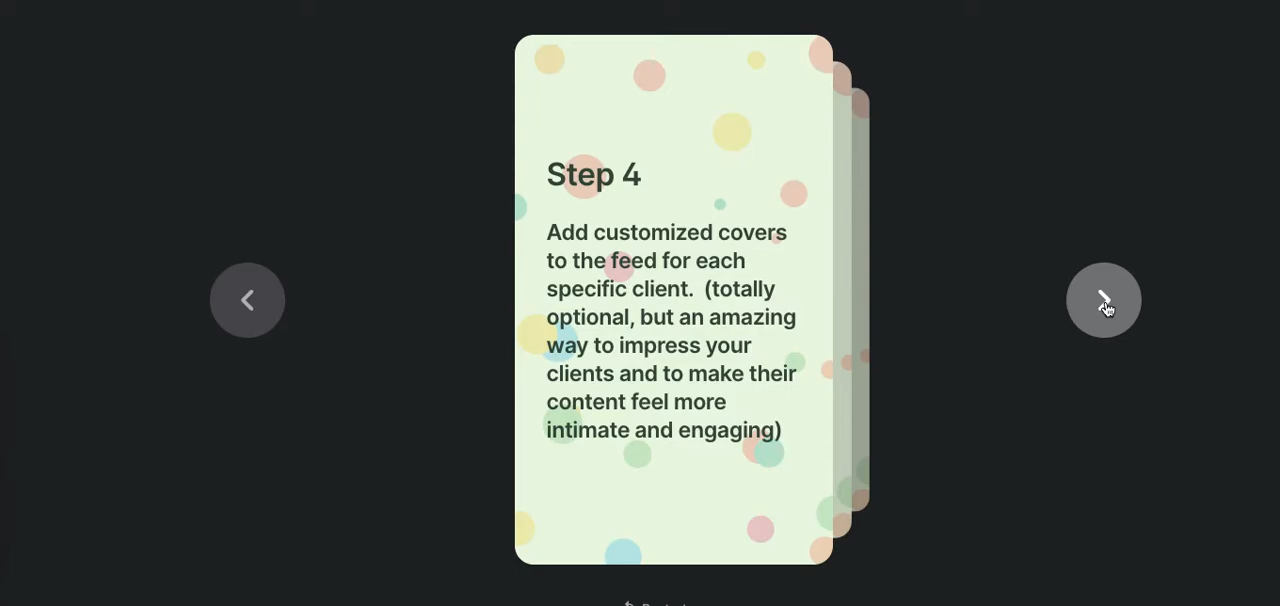 Step 4
Add customized covers
to the feed for each
specific client.  (totally
optional, but an amazing
way to impress your
clients and to make their
content feel more
intimate and engaging)